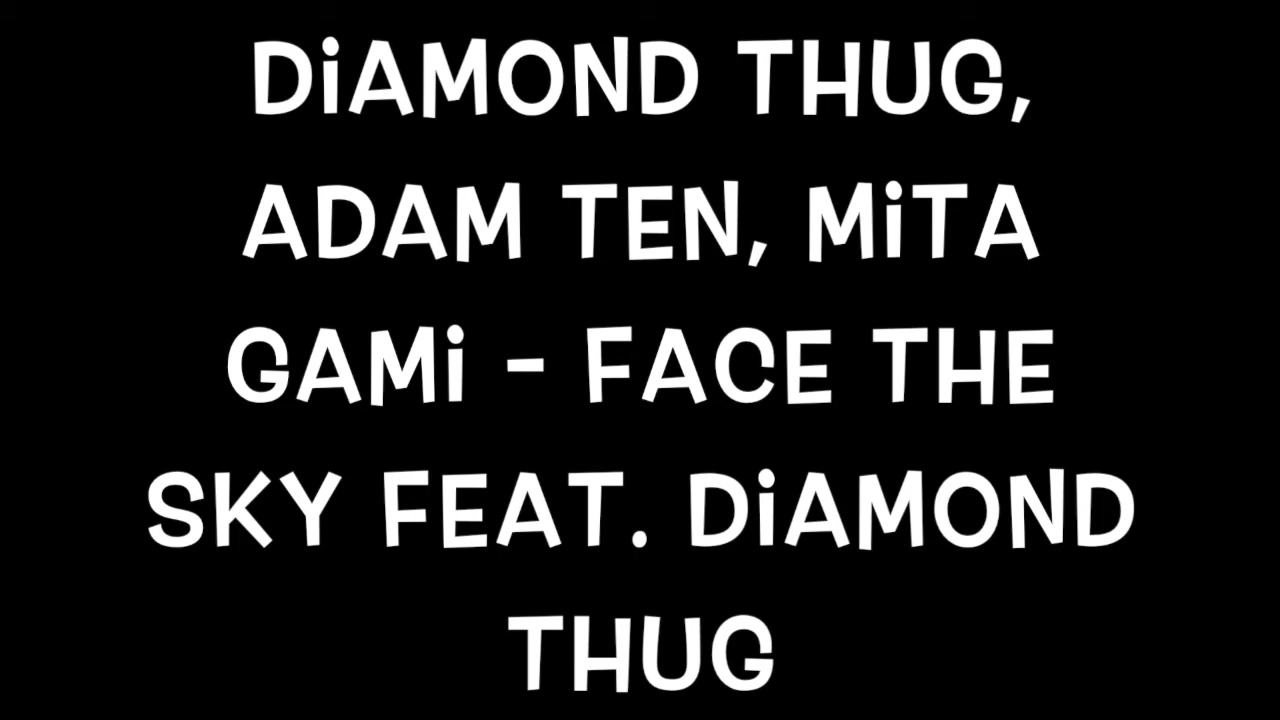 DiAMOND THUG,
ADAM TEN, MiTA
GAMi - FACE THE
SKY FEAT. DiAMOND
THUG